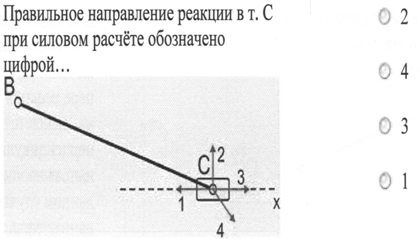 Правильное направление реакции в т. С
при силовом расчёте обозначено
цифрой…
B
C
2
3
1
x
4
2
4
3
1